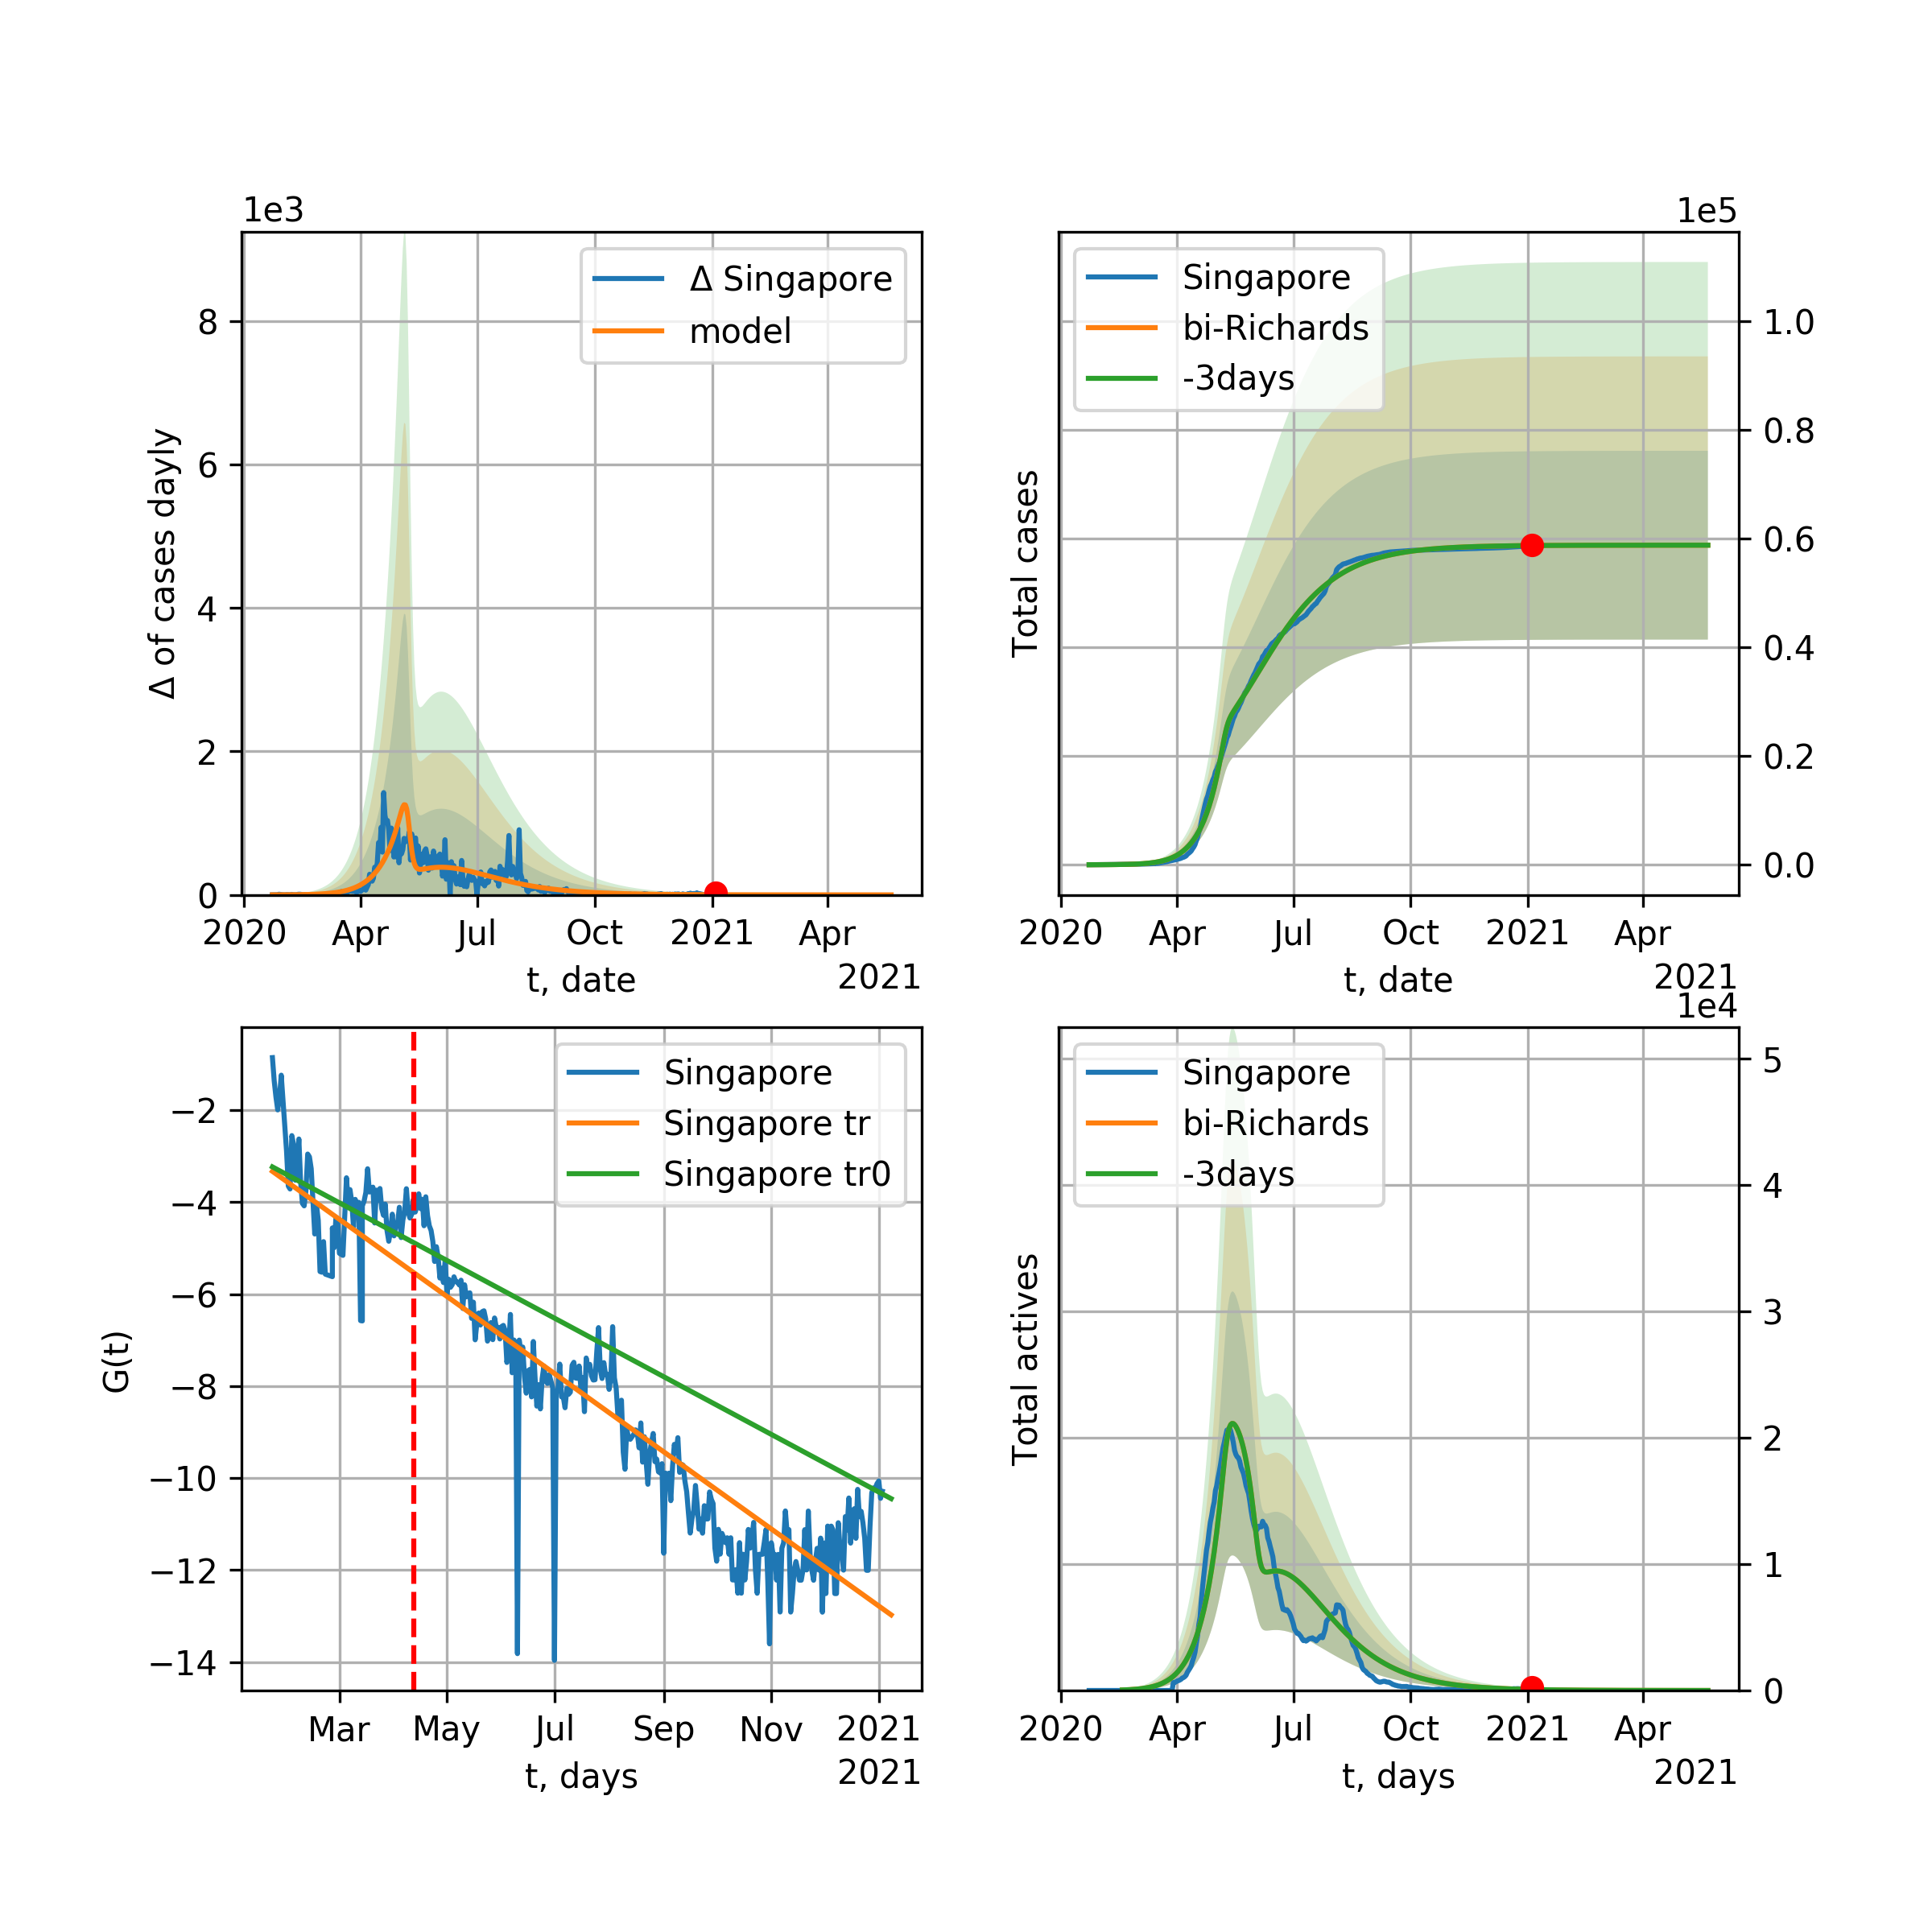 1e3
Δ of cases dayly
8
6
4
2
0
Δ Singapore
model
2020 Apr Jul Oct 2021 Apr
t, date
2021
1e5
Total cases
Singapore
bi-Richards
-3days
1.0
0.8
0.6
0.4
0.2
0.0
2020 Apr Jul Oct 2021 Apr
t, date
2021
G(t)
−2
−4
−6
−8
−10
−12
−14
Singapore
Singapore tr
Singapore tr0
Mar May Jul Sep Nov 2021
t, days
2021
1e4
Total actives
Singapore
bi-Richards
-3days
5
4
3
2
1
0
2020 Apr Jul Oct 2021 Apr
t, days
2021